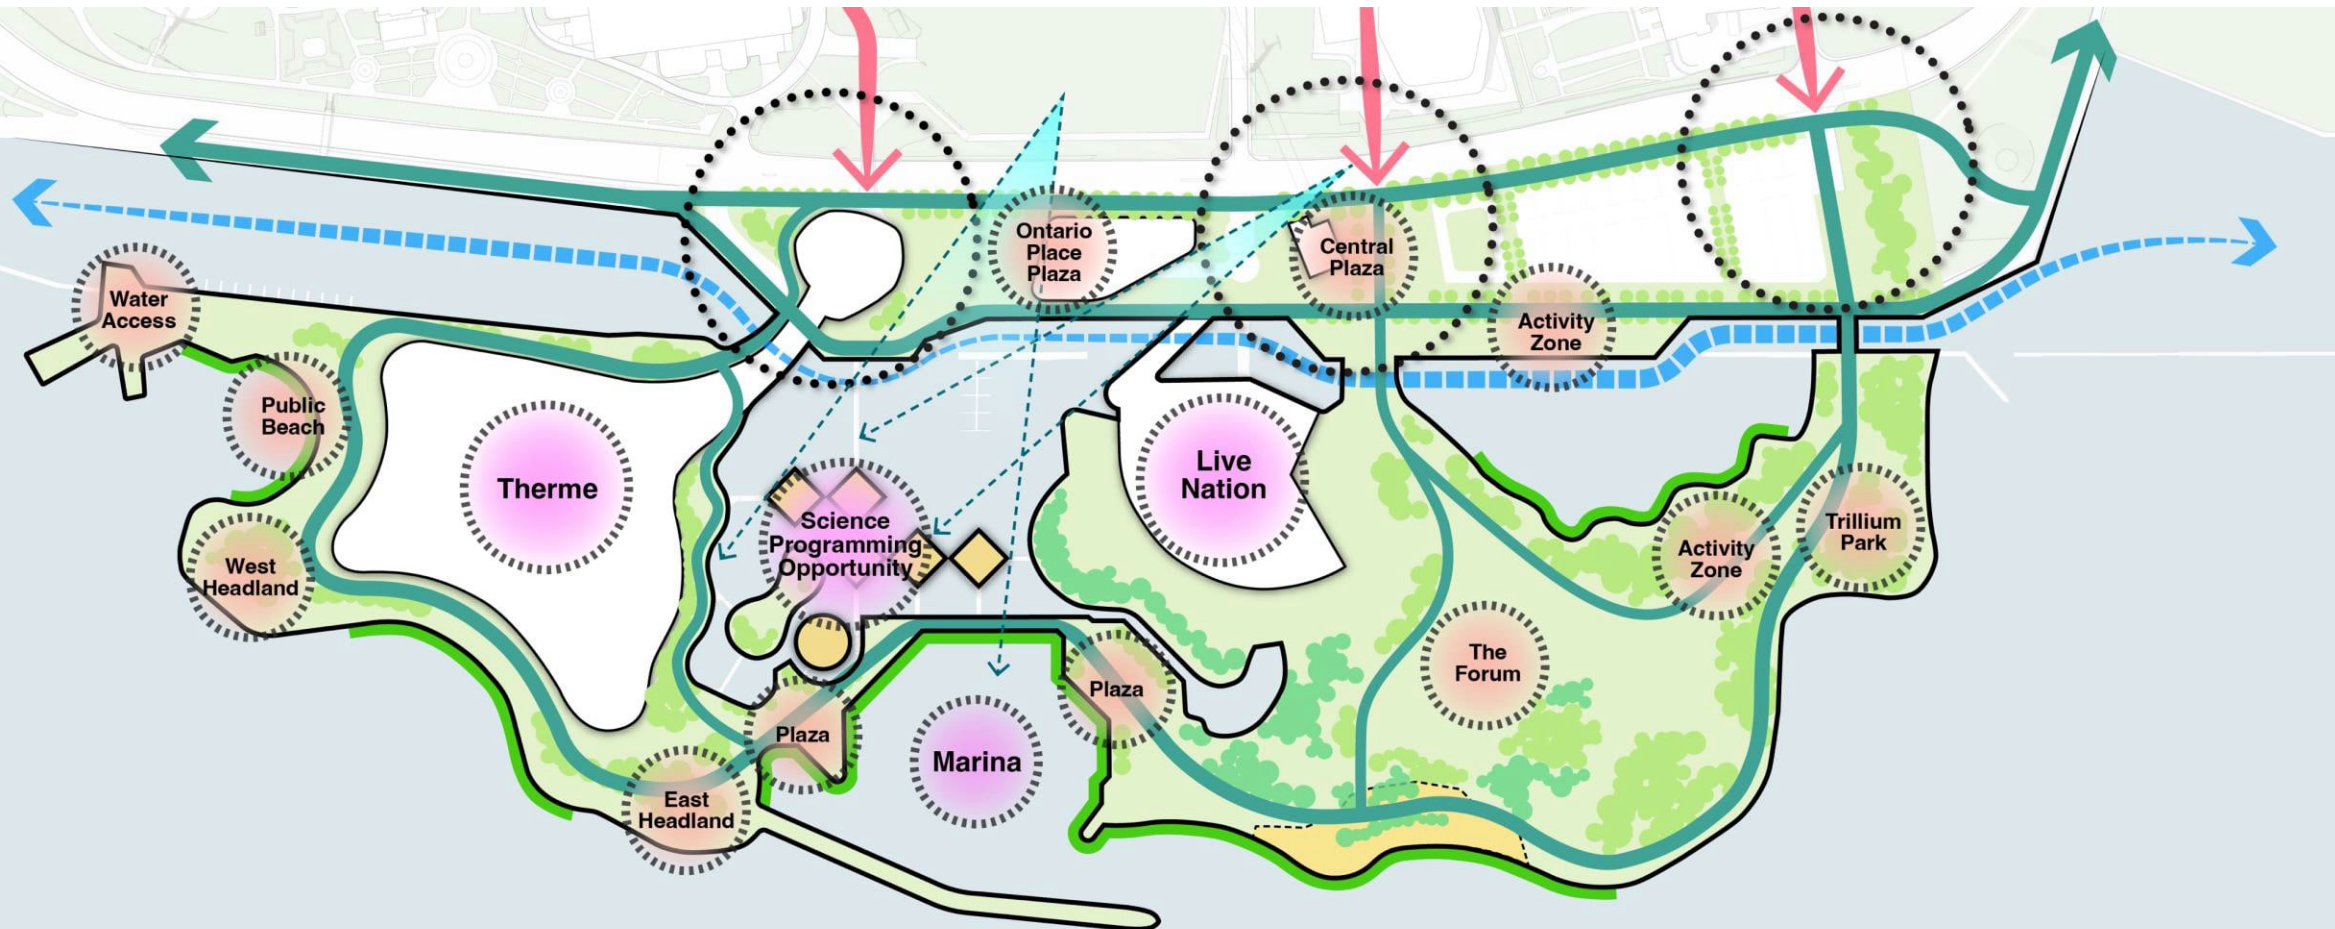 Water
Access
Public
Beach
West
Headland
Therme
East
Headland
Science
Programming
Opportunity
Plaza
Marina
Plaza
Ontario
Place
Plaza
Central
Plaza
Live
Nation
Activity
Zone
The
Forum
Activity
Zone
Trillium
Park